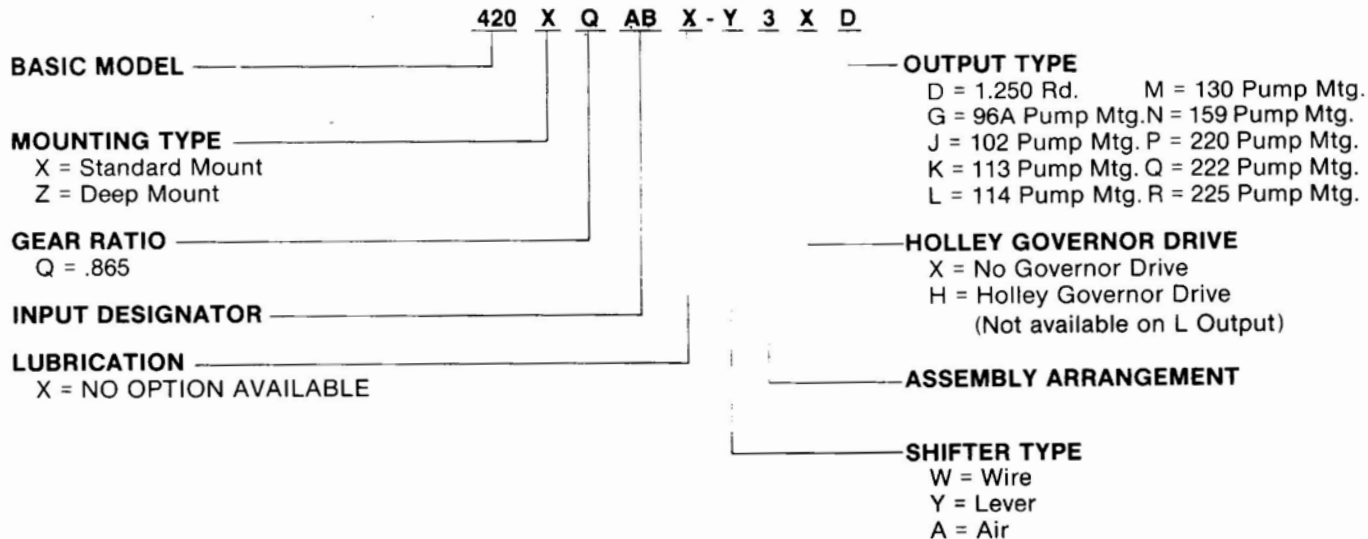 420 X Q AB X - Y 3 X D
BASIC MODEL
MOUNTING TYPE
X = Standard Mount
Z = Deep Mount
GEAR RATIO
Q = .865
INPUT DESIGNATOR
LUBRICATION
X = NO OPTION AVAILABLE
OUTPUT TYPE
D = 1.250 Rd. M = 130 Pump Mtg.
G = 96A Pump Mtg. N = 159 Pump Mtg.
J = 102 Pump Mtg. P = 220 Pump Mtg.
K = 113 Pump Mtg. Q = 222 Pump Mtg.
L = 114 Pump Mtg. R = 225 Pump Mtg.
HOLLEY GOVERNOR DRIVE
X = No Governor Drive
H = Holley Governor Drive
(Not available on L Output)
ASSEMBLY ARRANGEMENT
SHIFTER TYPE
W = Wire
Y = Lever
A = Air